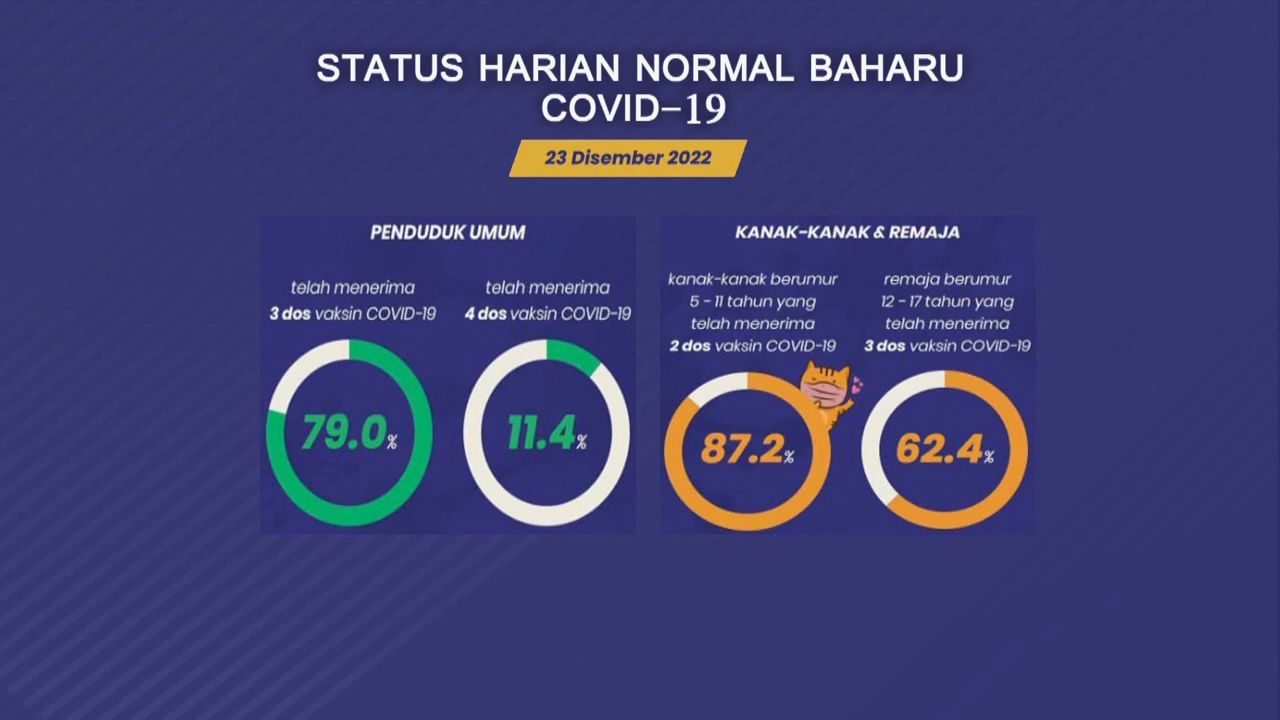 STATUS HARIAN NORMAL BAHARU
COVID-19
23 Disember 2022
PENDUDUK UMUM
telah menerima
3 dos vaksin COVID-19
79.0%
telah menerima
4 dos vaksin COVID-19
11.4%
KANAK-KANAK & REMAJA
kanak-kanak berumur
5 - 11 tahun yang
telah menerima
2 dos vaksin COVID-19
87.2%
remaja berumur
12 - 17 tahun yang
telah menerima
3 dos vaksin COVID-19
62.4%